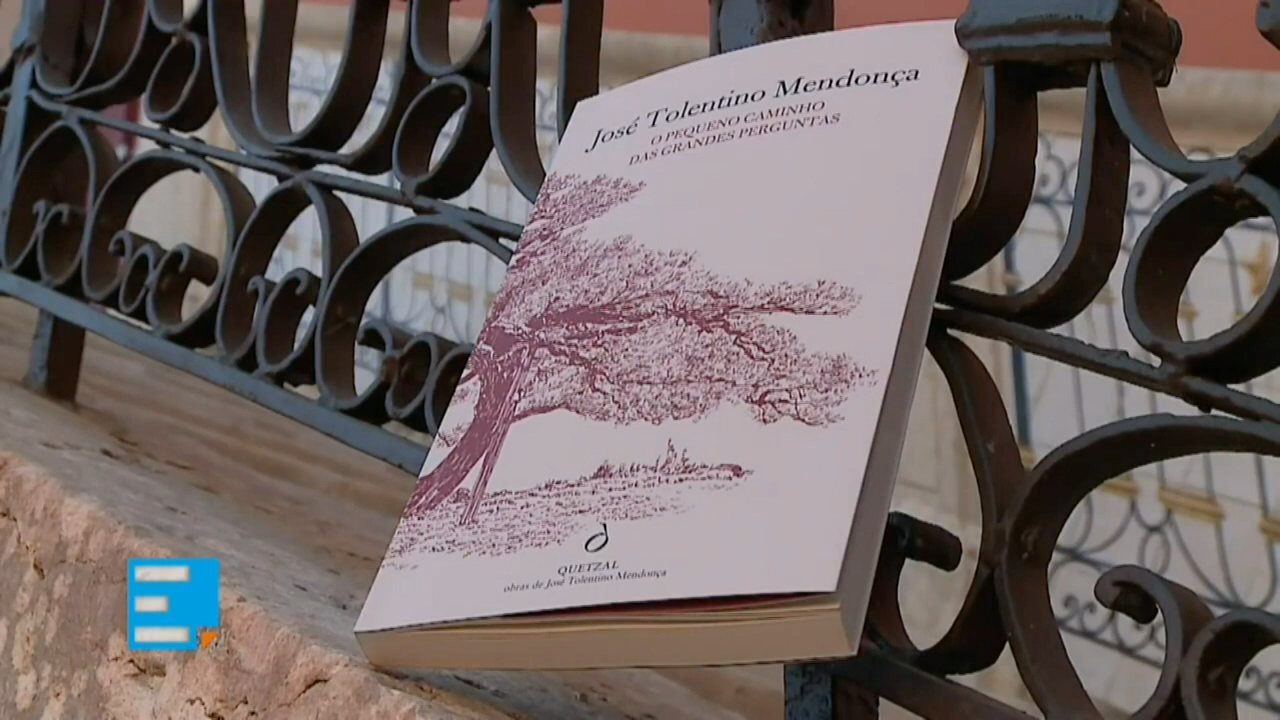 José Tolentino Mendonça
O PEQUENO CAMINHO
DAS GRANDES PERGUNTAS
QUETZAL
obras de José Tolentino Mendonça
E